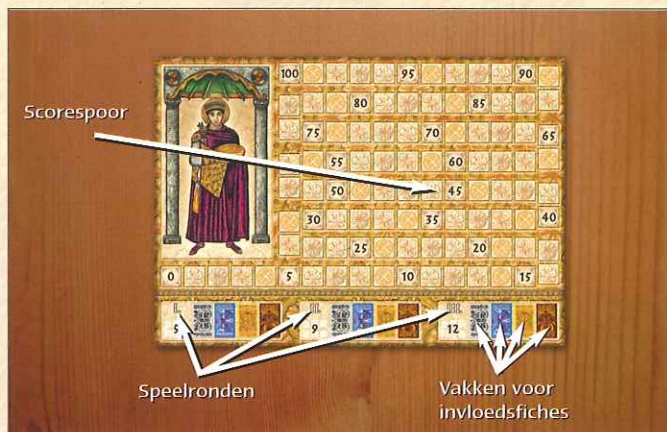 100 95 90
80 85
Scorespoor
75 70 65
55 60
50 45
30 35 40
25 20
0 5 10 15
I II III
5 9 12
Speelronden
Vakken voor
invloedsfiches